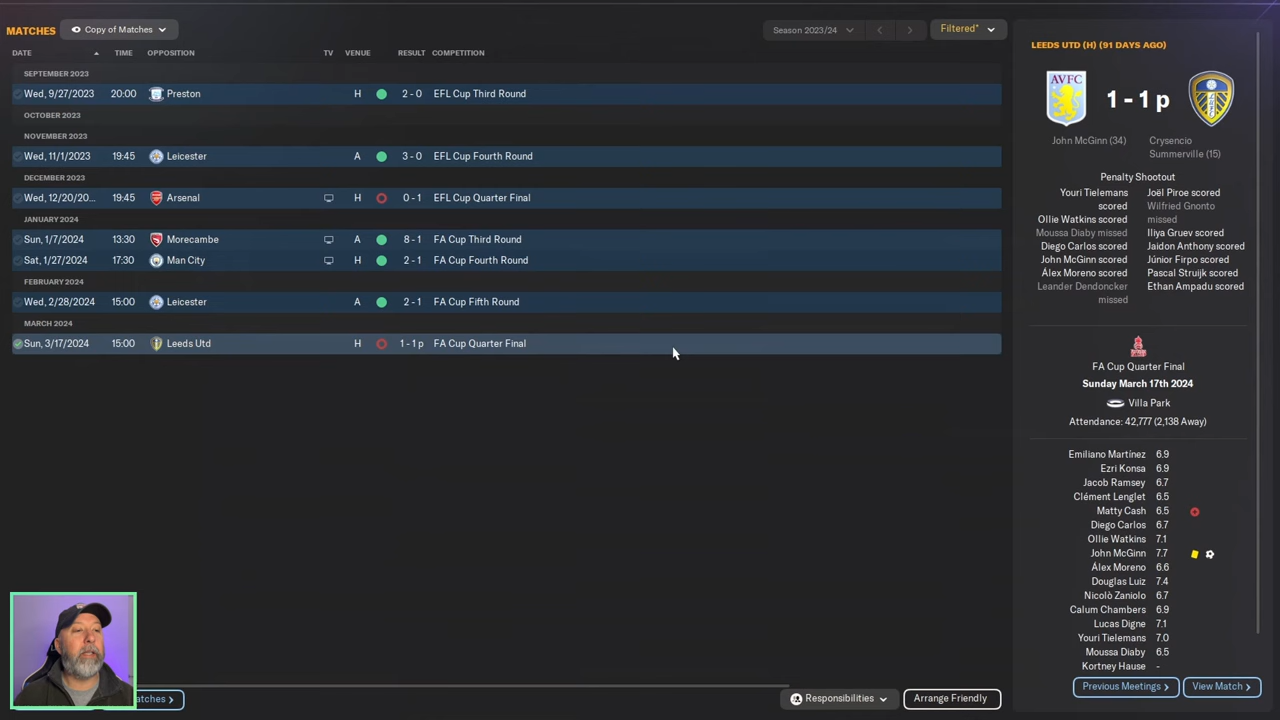 MATCHES
Copy of Matches
Season 2023/24
Filtered*
DATE TIME OPPOSITION TV VENUE RESULT COMPETITION
SEPTEMBER 2023
Wed, 9/27/2023 20:00 Preston H 2 - 0 EFL Cup Third Round
OCTOBER 2023
NOVEMBER 2023
Wed, 11/1/2023 19:45 Leicester A 3 - 0 EFL Cup Fourth Round
DECEMBER 2023
Wed, 12/20/20... 19:45 Arsenal H 0 - 1 EFL Cup Quarter Final
JANUARY 2024
Sun, 1/7/2024 13:30 Morecambe A 8 - 1 FA Cup Third Round
Sat, 1/27/2024 17:30 Man City H 2 - 1 FA Cup Fourth Round
FEBRUARY 2024
Wed, 2/28/2024 15:00 Leicester A 2 - 1 FA Cup Fifth Round
MARCH 2024
Sun, 3/17/2024 15:00 Leeds Utd H 1 - 1 p FA Cup Quarter Final
Responsibilities
Arrange Friendly
LEEDS UTD (H) (91 DAYS AGO)
AVFC
1 - 1 p
John McGinn (34)
Crysencio
Summerville (15)
Penalty Shootout
Youri Tielemans
scored
Ollie Watkins scored
Moussa Diaby missed
Diego Carlos scored
John McGinn scored
Álex Moreno scored
Leander Dendoncker
missed
Joël Piroe scored
Wilfried Gnonto
missed
Iliya Gruev scored
Jaidon Anthony scored
Júnior Firpo scored
Pascal Struijk scored
Ethan Ampadu scored
FA Cup Quarter Final
Sunday March 17th 2024
Villa Park
Attendance: 42,777 (2,138 Away)
Emiliano Martínez 6.9
Ezri Konsa 6.9
Jacob Ramsey 6.7
Clément Lenglet 6.5
Matty Cash 6.5
Diego Carlos 6.7
Ollie Watkins 7.1
John McGinn 7.7
Álex Moreno 6.6
Douglas Luiz 7.4
Nicolò Zaniolo 6.7
Calum Chambers 6.9
Lucas Digne 7.1
Youri Tielemans 7.0
Moussa Diaby 6.5
Kortney Hause -
Previous Meetings
View Match